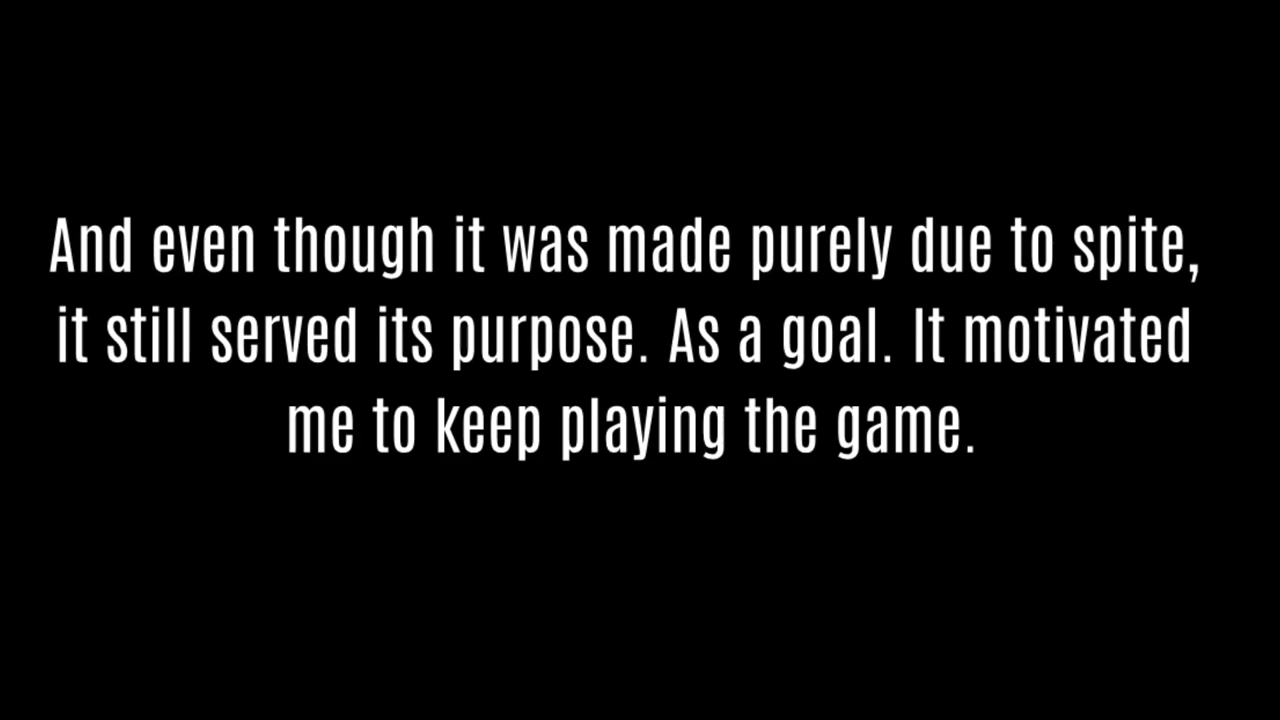 And even though it was made purely due to spite,
it still served its purpose. As a goal. It motivated
me to keep playing the game.